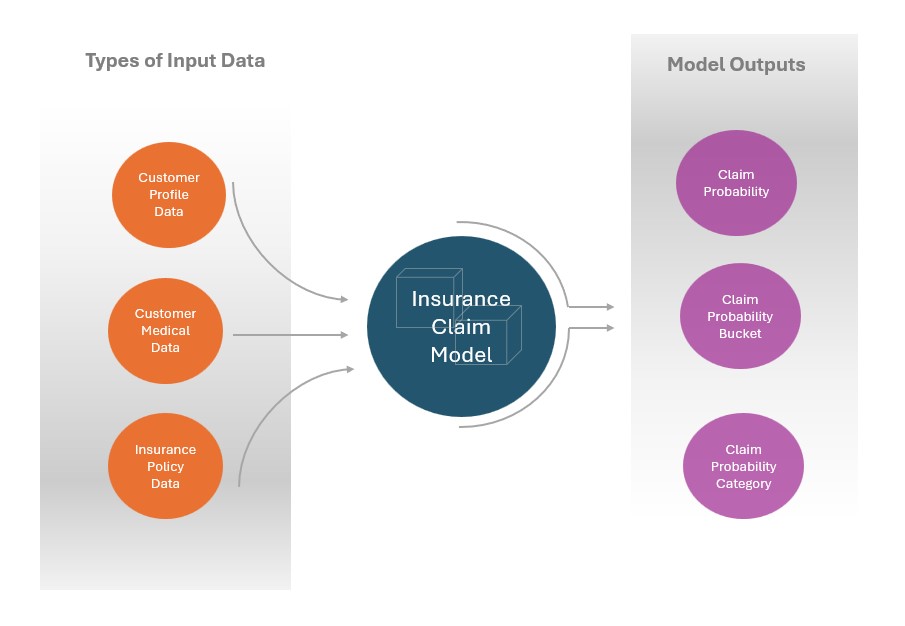 Types of Input Data
Customer
Profile
Data
Customer
Medical
Data
Insurance
Policy
Data
Insurance
Claim
Model
Model Outputs
Claim
Probability
Claim
Probability
Bucket
Claim
Probability
Category